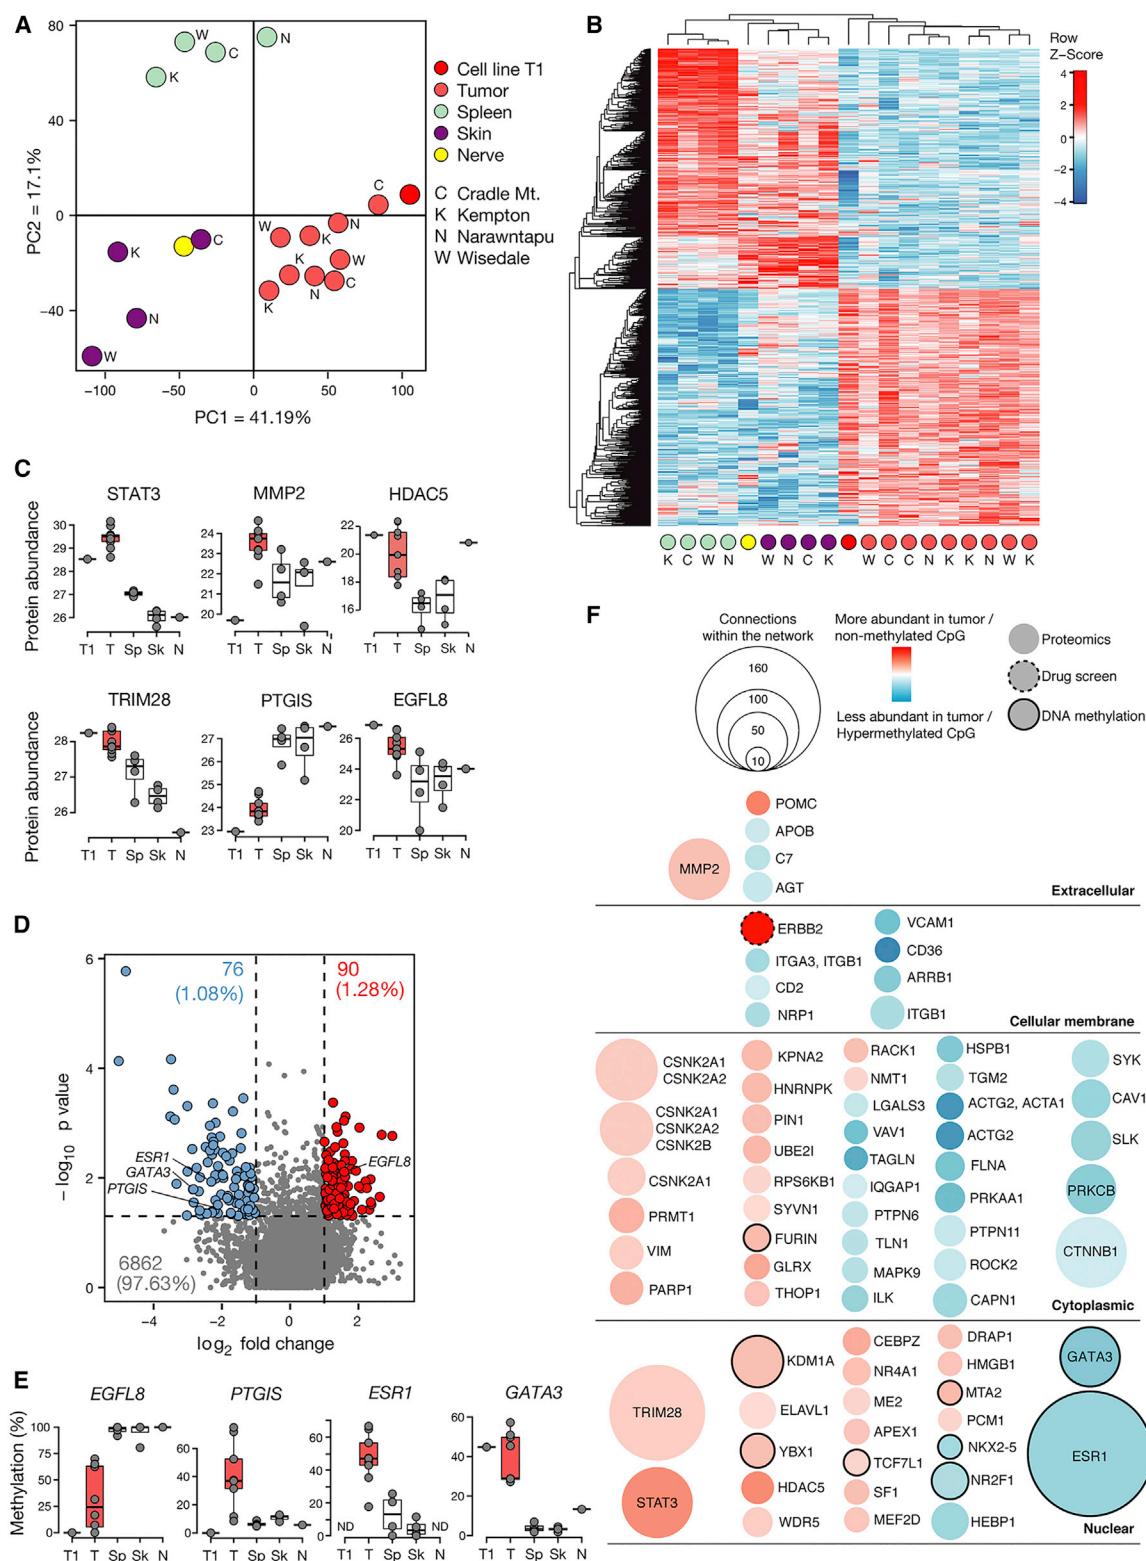 A
80
40
0
−40
PC2 = 17.1%
−100
−50
0
50
100
PC1 = 41.19%
W
C
N
K
C
N
W
K
K
W
N
C
K
K
C
N
W
Cell line T1
Tumor
Spleen
Skin
Nerve
C Cradle Mt.
K Kempton
N Narawntapu
W Wisedale
B
Row
Z-Score
4
2
0
−2
−4
K C W N W N C K W C C N K K N W K
C
STAT3
MMP2
HDAC5
Protein abundance
30
29
28
27
26
T1 T Sp Sk N
24
23
22
21
20
T1 T Sp Sk N
22
20
18
16
T1 T Sp Sk N
TRIM28
PTGIS
EGFL8
Protein abundance
28
27
26
T1 T Sp Sk N
27
26
25
24
23
T1 T Sp Sk N
26
24
22
20
T1 T Sp Sk N
D
6
4
2
0
−log10 p value
76
(1.08%)
90
(1.28%)
ESR1
GATA3
PTGIS
EGFL8
6862
(97.63%)
−4
−2
0
2
log2 fold change
E
EGFL8
PTGIS
ESR1
GATA3
Methylation (%)
100
75
50
25
0
T1 T Sp Sk N
60
40
20
0
T1 T Sp Sk N
60
40
20
0
ND
ND
T1 T Sp Sk N
60
40
20
0
T1 T Sp Sk N
F
Connections
within the network
160
100
50
10
More abundant in tumor /
non-methylated CpG
Less abundant in tumor /
Hypermethylated CpG
Proteomics
Drug screen
DNA methylation
MMP2
POMC
APOB
C7
AGT
Extracellular
ERBB2
ITGA3, ITGB1
CD2
NRP1
VCAM1
CD36
ARRB1
ITGB1
Cellular membrane
CSNK2A1
CSNK2A2
CSNK2A1
CSNK2A2
CSNK2B
CSNK2A1
PRMT1
VIM
PARP1
KPNA2
HNRNPK
PIN1
UBE2I
RPS6KB1
SYVN1
FURIN
GLRX
THOP1
RACK1
NMT1
LGALS3
VAV1
TAGLN
IQGAP1
PTPN6
TLN1
MAPK9
ILK
HSPB1
TGM2
ACTG2, ACTA1
ACTG2
FLNA
PRKAA1
PTPN11
ROCK2
CAPN1
SYK
CAV1
SLK
PRKCB
CTNNB1
Cytoplasmic
TRIM28
STAT3
KDM1A
ELAVL1
YBX1
HDAC5
WDR5
CEBPZ
NR4A1
ME2
APEX1
TCF7L1
SF1
MEF2D
DRAP1
HMGB1
MTA2
PCM1
NKX2-5
NR2F1
HEBP1
GATA3
ESR1
Nuclear